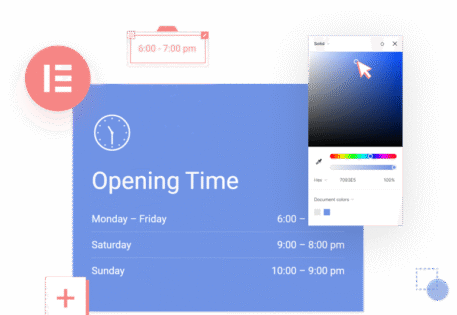 6:00 - 7:00 pm
Solid
Opening Time
Monday – Friday 6:00 –
Saturday 9:00 – 8:00 pm
Sunday 10:00 – 9:00 pm
Hex 100%
Document colors